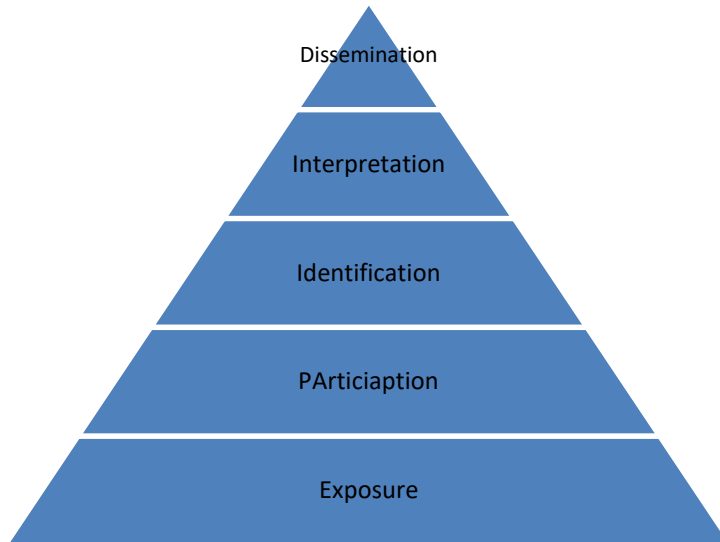 Dissemination
Interpretation
Identification
PArticiaption
Exposure